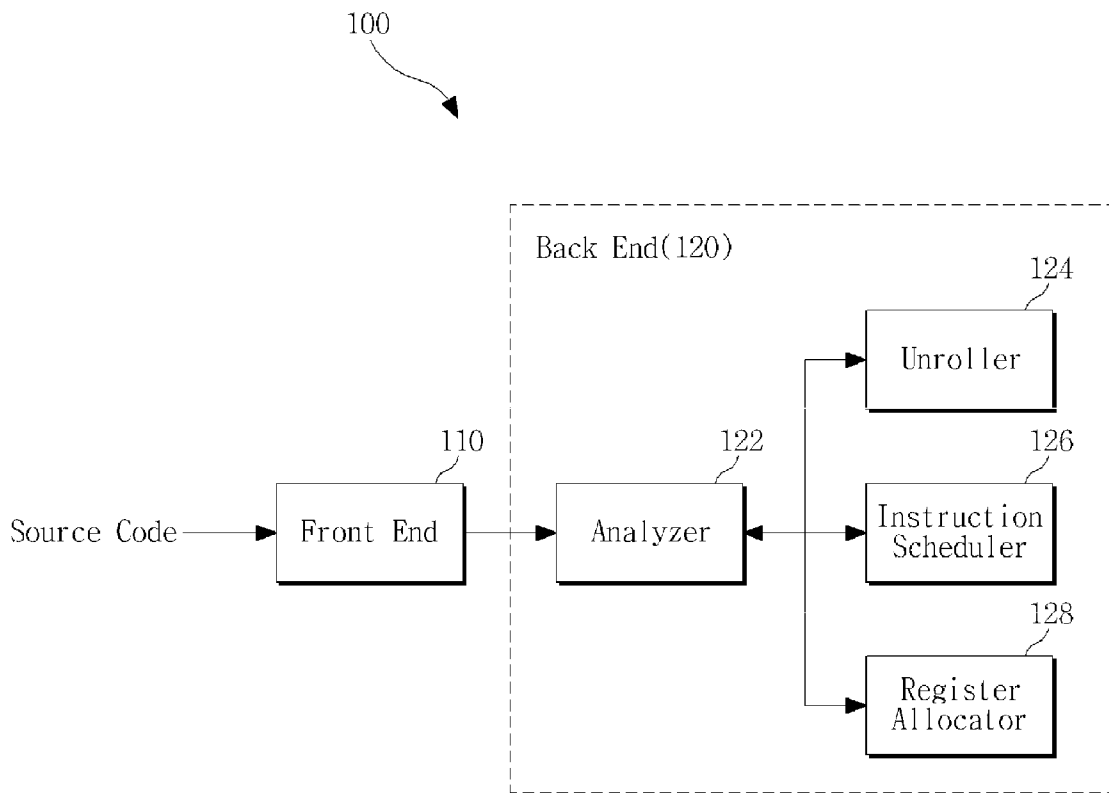 100
Back End(120)
124
Unroller
110
122
126
Source Code
Front End
Analyzer
Instruction
Scheduler
128
Register
Allocator